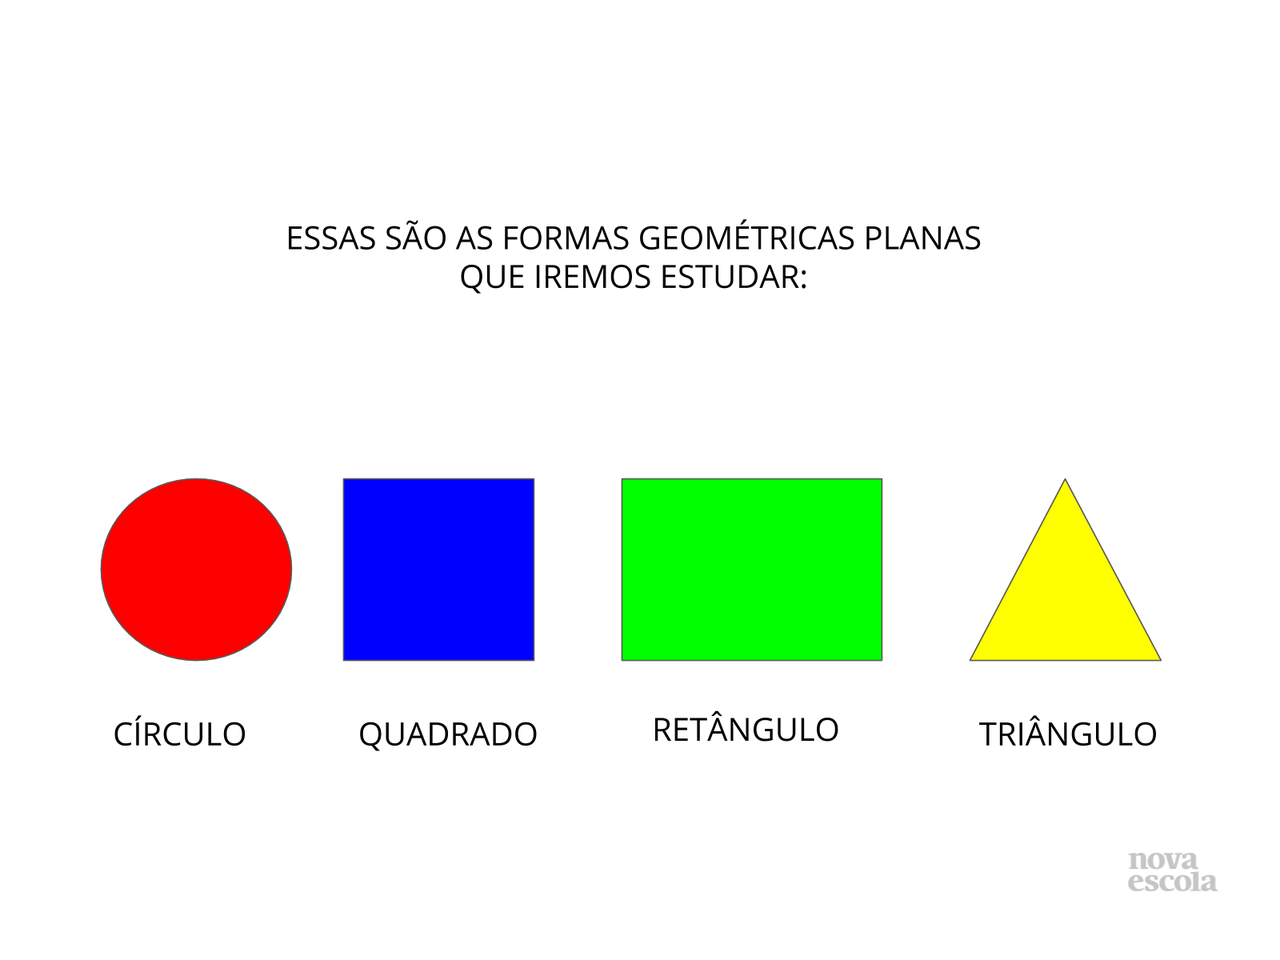 ESSAS SÃO AS FORMAS GEOMÉTRICAS PLANAS
QUE IREMOS ESTUDAR:
CÍRCULO
QUADRADO
RETÂNGULO
TRIÂNGULO
nova
escola